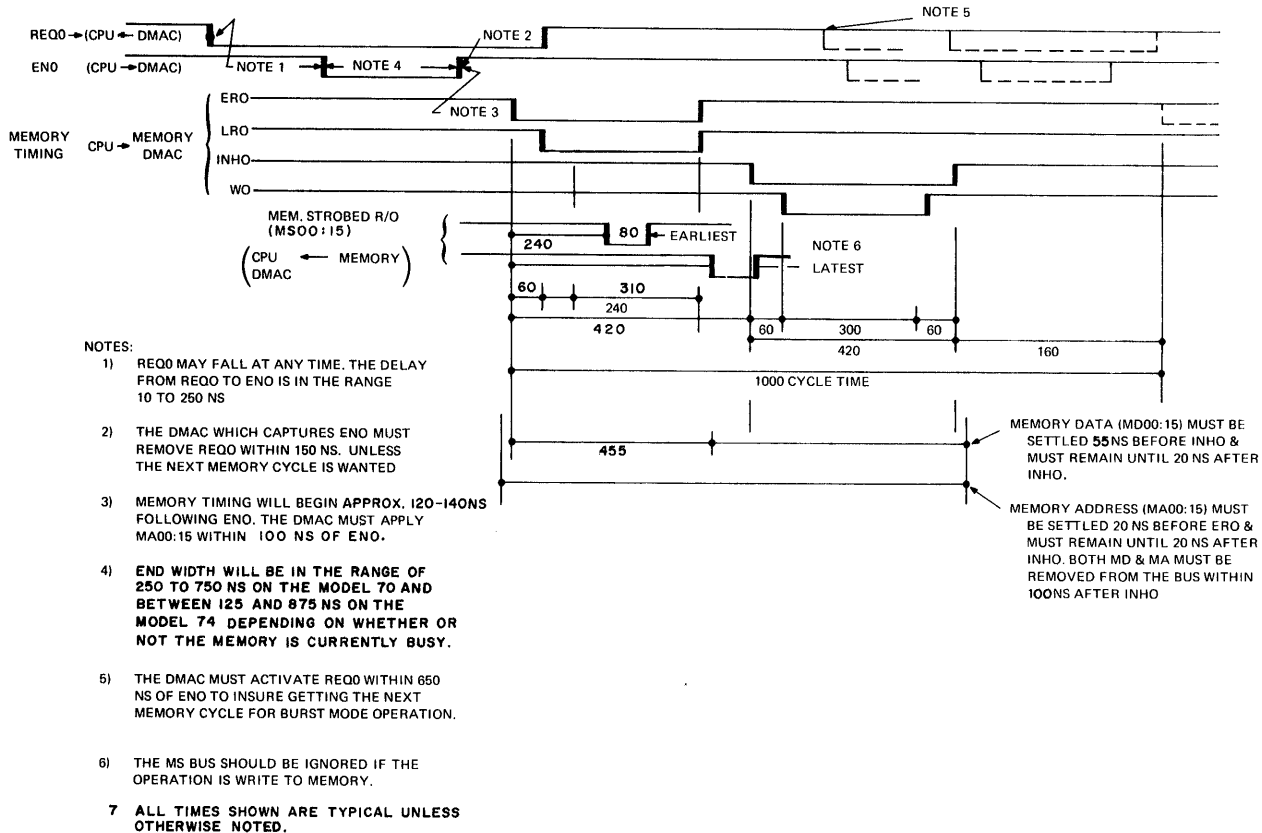 NOTE 5
REQ0→(CPU ← DMAC)
NOTE 2
EN0 (CPU → DMAC)
NOTE 1
NOTE 4
NOTE 3
ERO
LRO
MEMORY TIMING
CPU → MEMORY DMAC
INHO
WO
MEM. STROBED R/O
(MS00:15)
80
EARLIEST
240
NOTE 6
(CPU DMAC ← MEMORY)
LATEST
60
310
240
420
60
300
60
420
160
1000 CYCLE TIME
455
MEMORY DATA (MD00:15) MUST BE
SETTLED 55NS BEFORE INHO &
MUST REMAIN UNTIL 20 NS AFTER
INHO.
MEMORY ADDRESS (MA00:15) MUST
BE SETTLED 20 NS BEFORE ERO &
MUST REMAIN UNTIL 20 NS AFTER
INHO. BOTH MD & MA MUST BE
REMOVED FROM THE BUS WITHIN
100NS AFTER INHO
NOTES:
1) REQ0 MAY FALL AT ANY TIME. THE DELAY
FROM REQ0 TO EN0 IS IN THE RANGE
10 TO 250 NS
2) THE DMAC WHICH CAPTURES EN0 MUST
REMOVE REQ0 WITHIN 150 NS. UNLESS
THE NEXT MEMORY CYCLE IS WANTED
3) MEMORY TIMING WILL BEGIN APPROX. 120-140NS
FOLLOWING EN0. THE DMAC MUST APPLY
MA00:15 WITHIN 100 NS OF EN0.
4) END WIDTH WILL BE IN THE RANGE OF
250 TO 750 NS ON THE MODEL 70 AND
BETWEEN 125 AND 875 NS ON THE
MODEL 74 DEPENDING ON WHETHER OR
NOT THE MEMORY IS CURRENTLY BUSY.
5) THE DMAC MUST ACTIVATE REQ0 WITHIN 650
NS OF EN0 TO INSURE GETTING THE NEXT
MEMORY CYCLE FOR BURST MODE OPERATION.
6) THE MS BUS SHOULD BE IGNORED IF THE
OPERATION IS WRITE TO MEMORY.
7 ALL TIMES SHOWN ARE TYPICAL UNLESS
OTHERWISE NOTED.